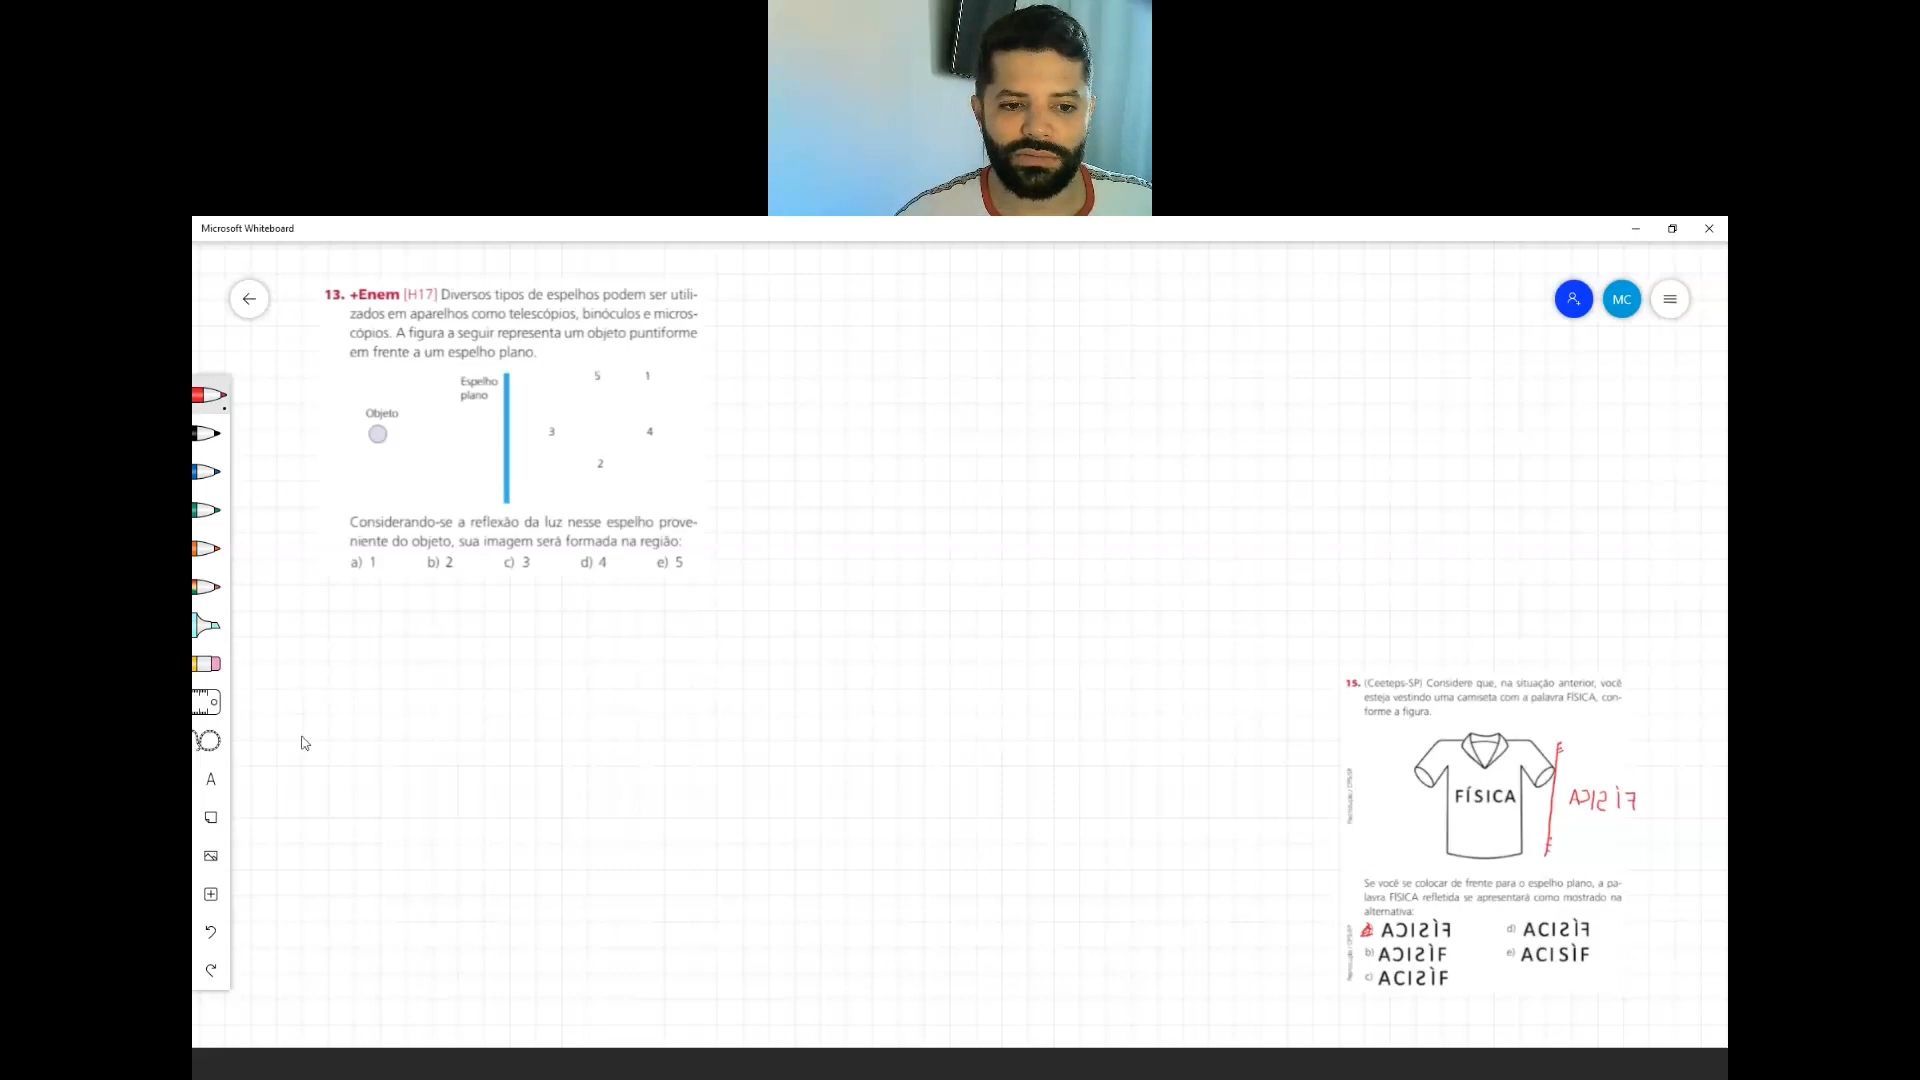 Microsoft Whiteboard
MC
13. +Enem [H17] Diversos tipos de espelhos podem ser utili-
zados em aparelhos como telescópios, binóculos e micros-
cópios. A figura a seguir representa um objeto puntiforme
em frente a um espelho plano.
Espelho
plano
Objeto
5 1
3 4
2
Considerando-se a reflexão da luz nesse espelho prove-
niente do objeto, sua imagem será formada na região:
a) 1 b) 2 c) 3 d) 4 e) 5
A
15. (Ceeteps-SP) Considere que, na situação anterior, você
esteja vestindo uma camiseta com a palavra FÍSICA, con-
forme a figura.
FÍSICA
Se você se colocar de frente para o espelho plano, a pa-
lavra FÍSICA refletida se apresentará como mostrado na
alternativa:
d)
b) e)
c)